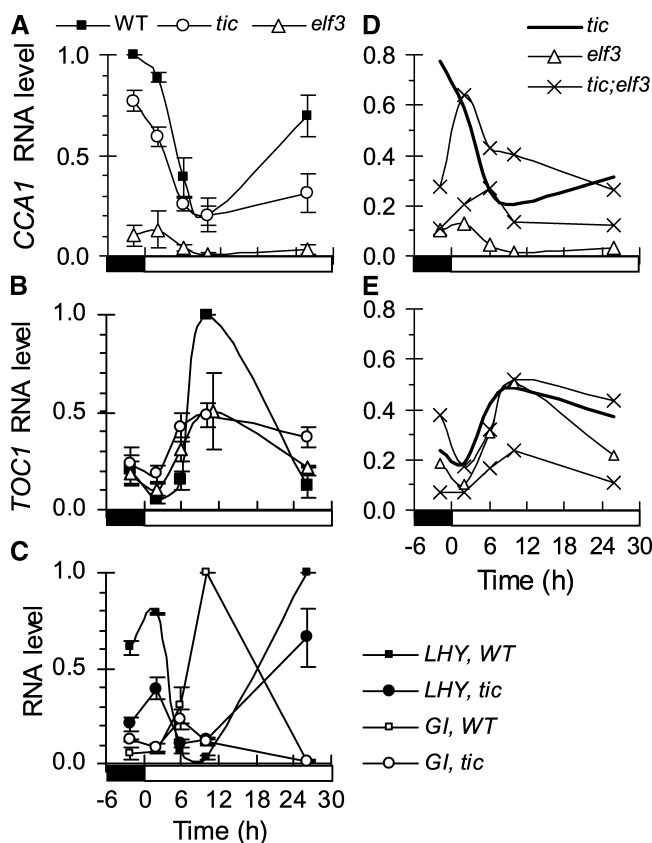 A
WT tic elf3
CCA1 RNA level
1.0
0.5
0.0
D
tic
elf3
tic;elf3
0.8
0.6
0.4
0.2
0.0
B
TOC1 RNA level
1.0
0.5
0.0
E
0.8
0.6
0.4
0.2
0.0
-6 0 6 12 18 24 30
Time (h)
C
RNA level
1.0
0.5
0.0
-6 0 6 12 18 24 30
Time (h)
LHY, WT
LHY, tic
GI, WT
GI, tic